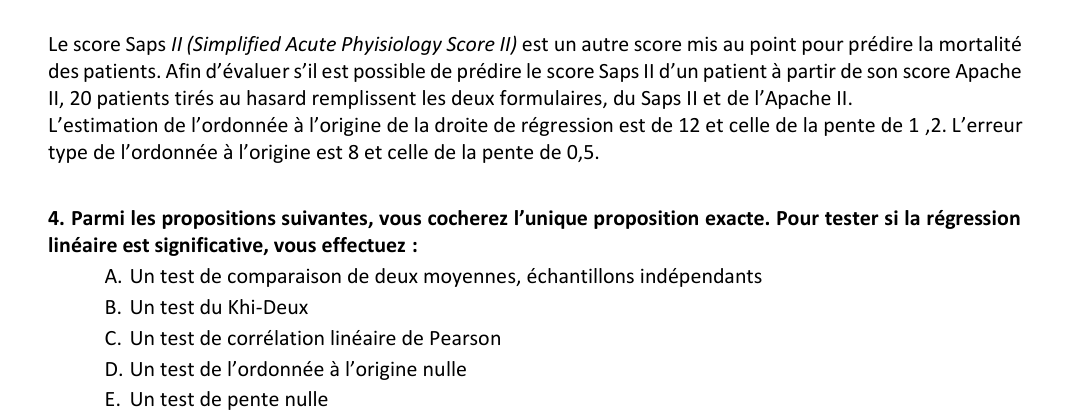 Le score Saps II (Simplified Acute Phyisiology Score II) est un autre score mis au point pour prédire la mortalité
des patients. Afin d’évaluer s’il est possible de prédire le score Saps II d’un patient à partir de son score Apache
II, 20 patients tirés au hasard remplissent les deux formulaires, du Saps II et de l’Apache II.
L’estimation de l’ordonnée à l’origine de la droite de régression est de 12 et celle de la pente de 1 ,2. L’erreur
type de l’ordonnée à l’origine est 8 et celle de la pente de 0,5.
4. Parmi les propositions suivantes, vous cocherez l’unique proposition exacte. Pour tester si la régression
linéaire est significative, vous effectuez :
A. Un test de comparaison de deux moyennes, échantillons indépendants
B. Un test du Khi-Deux
C. Un test de corrélation linéaire de Pearson
D. Un test de l’ordonnée à l’origine nulle
E. Un test de pente nulle